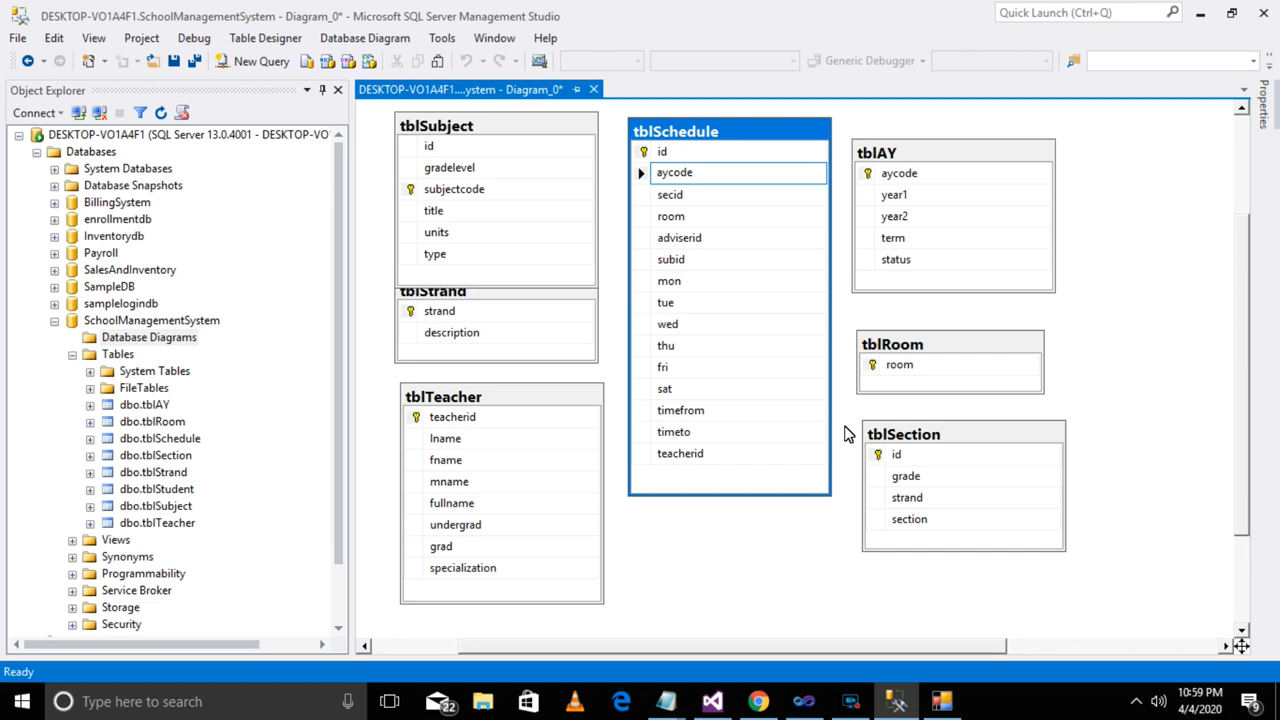 DESKTOP-VO1A4F1.SchoolManagementSystem - Diagram_0* - Microsoft SQL Server Management Studio
Quick Launch (Ctrl+Q)
File Edit View Project Debug Table Designer Database Diagram Tools Window Help
New Query
Generic Debugger
Object Explorer
DESKTOP-VO1A4F1....ystem - Diagram_0*
Properties
Connect
DESKTOP-VO1A4F1 (SQL Server 13.0.4001 - DESKTOP-VO
Databases
System Databases
Database Snapshots
BillingSystem
enrollmentdb
Inventorydb
Payroll
SalesAndInventory
SampleDB
samplelogindb
SchoolManagementSystem
Database Diagrams
Tables
System Tables
FileTables
dbo.tblAY
dbo.tblRoom
dbo.tblSchedule
dbo.tblSection
dbo.tblStrand
dbo.tblStudent
dbo.tblSubject
dbo.tblTeacher
Views
Synonyms
Programmability
Service Broker
Storage
Security
tblSubject
id
gradelevel
subjectcode
title
units
type
tblStrand
strand
description
tblTeacher
teacherid
lname
fname
mname
fullname
undergrad
grad
specialization
tblSchedule
id
aycode
secid
room
adviserid
subid
mon
tue
wed
thu
fri
sat
timefrom
timeto
teacherid
tblAY
aycode
year1
year2
term
status
tblRoom
room
tblSection
id
grade
strand
section
Ready
Type here to search
22
10:59 PM
4/4/2020
9